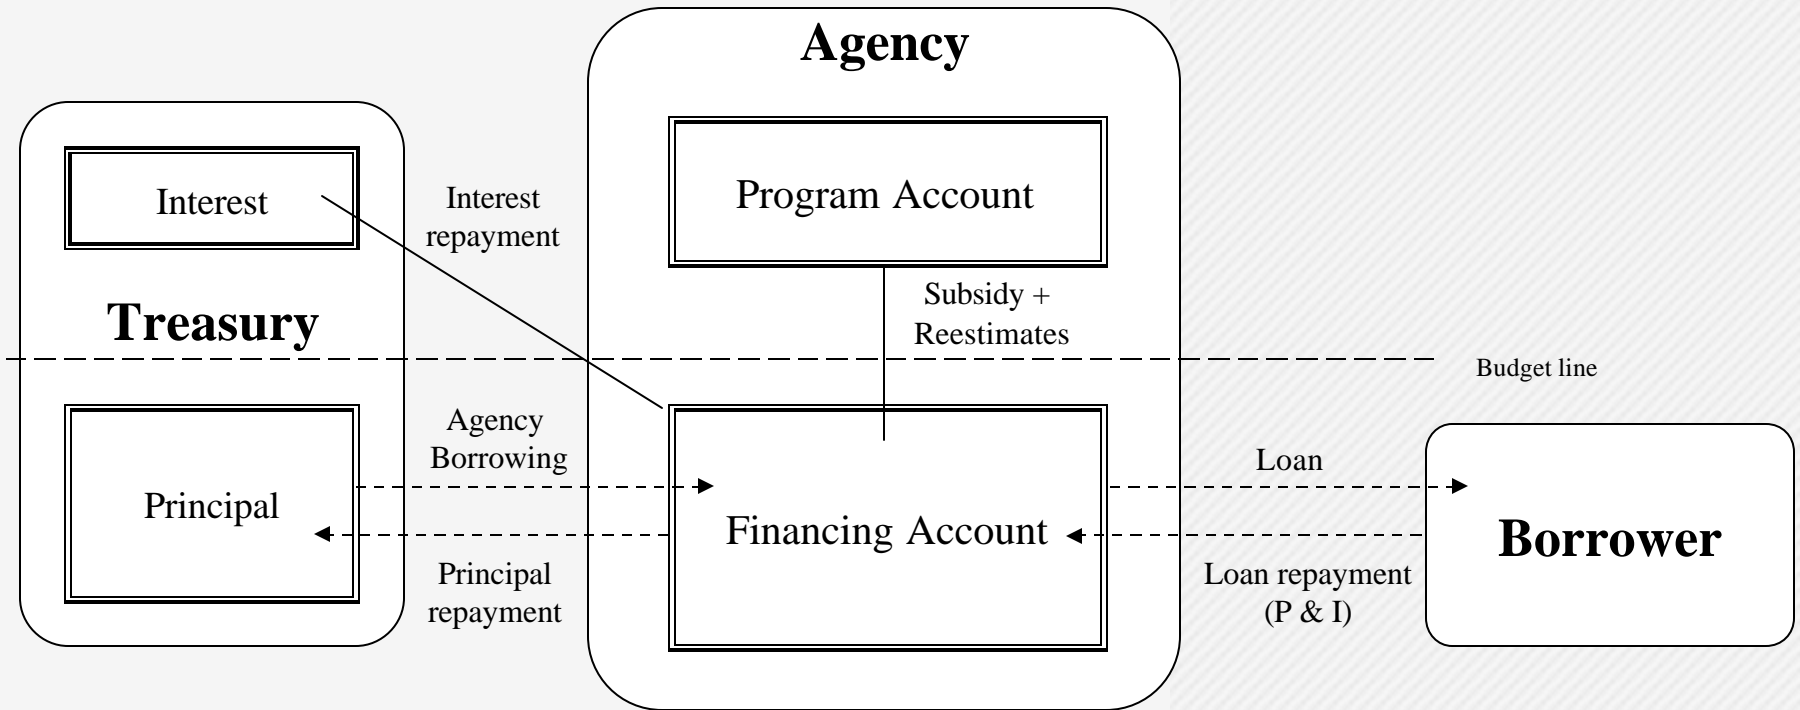 Agency
Interest
Program Account
Interest
repayment
Subsidy +
Reestimates
Treasury
Budget line
Agency
Borrowing
Loan
Principal
Financing Account
Borrower
Principal
repayment
Loan repayment
(P & I)